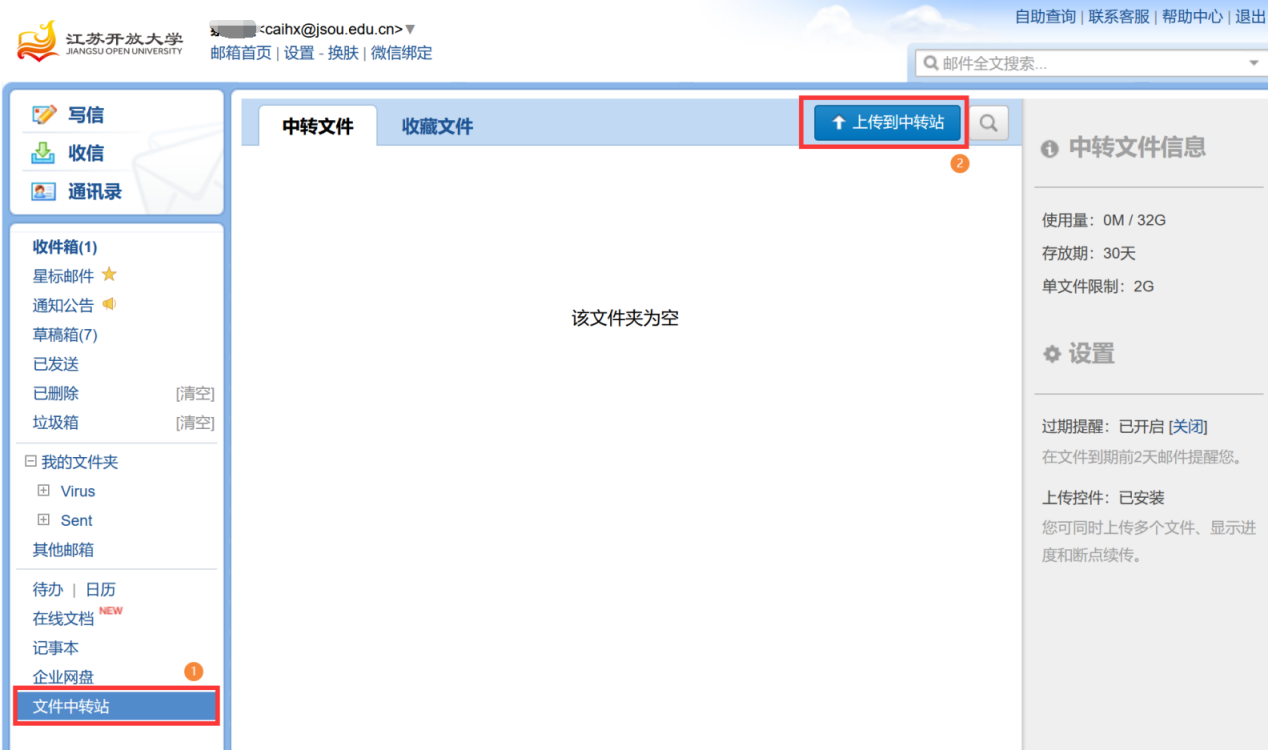 江苏开放大学
JIANGSU OPEN UNIVERSITY
<caihx@jsou.edu.cn>
邮箱首页 | 设置 - 换肤 | 微信绑定
自助查询 | 联系客服 | 帮助中心 | 退出
邮件全文搜索...
写信
收信
通讯录
收件箱(1)
星标邮件
通知公告
草稿箱(7)
已发送
已删除 [清空]
垃圾箱 [清空]
我的文件夹
Virus
Sent
其他邮箱
待办 | 日历
在线文档 NEW
记事本
企业网盘
1
文件中转站
中转文件 收藏文件
上传到中转站
2
该文件夹为空
中转文件信息
使用量：0M / 32G
存放期：30天
单文件限制：2G
设置
过期提醒：已开启 [关闭]
在文件到期前2天邮件提醒您。
上传控件：已安装
您可同时上传多个文件、显示进
度和断点续传。